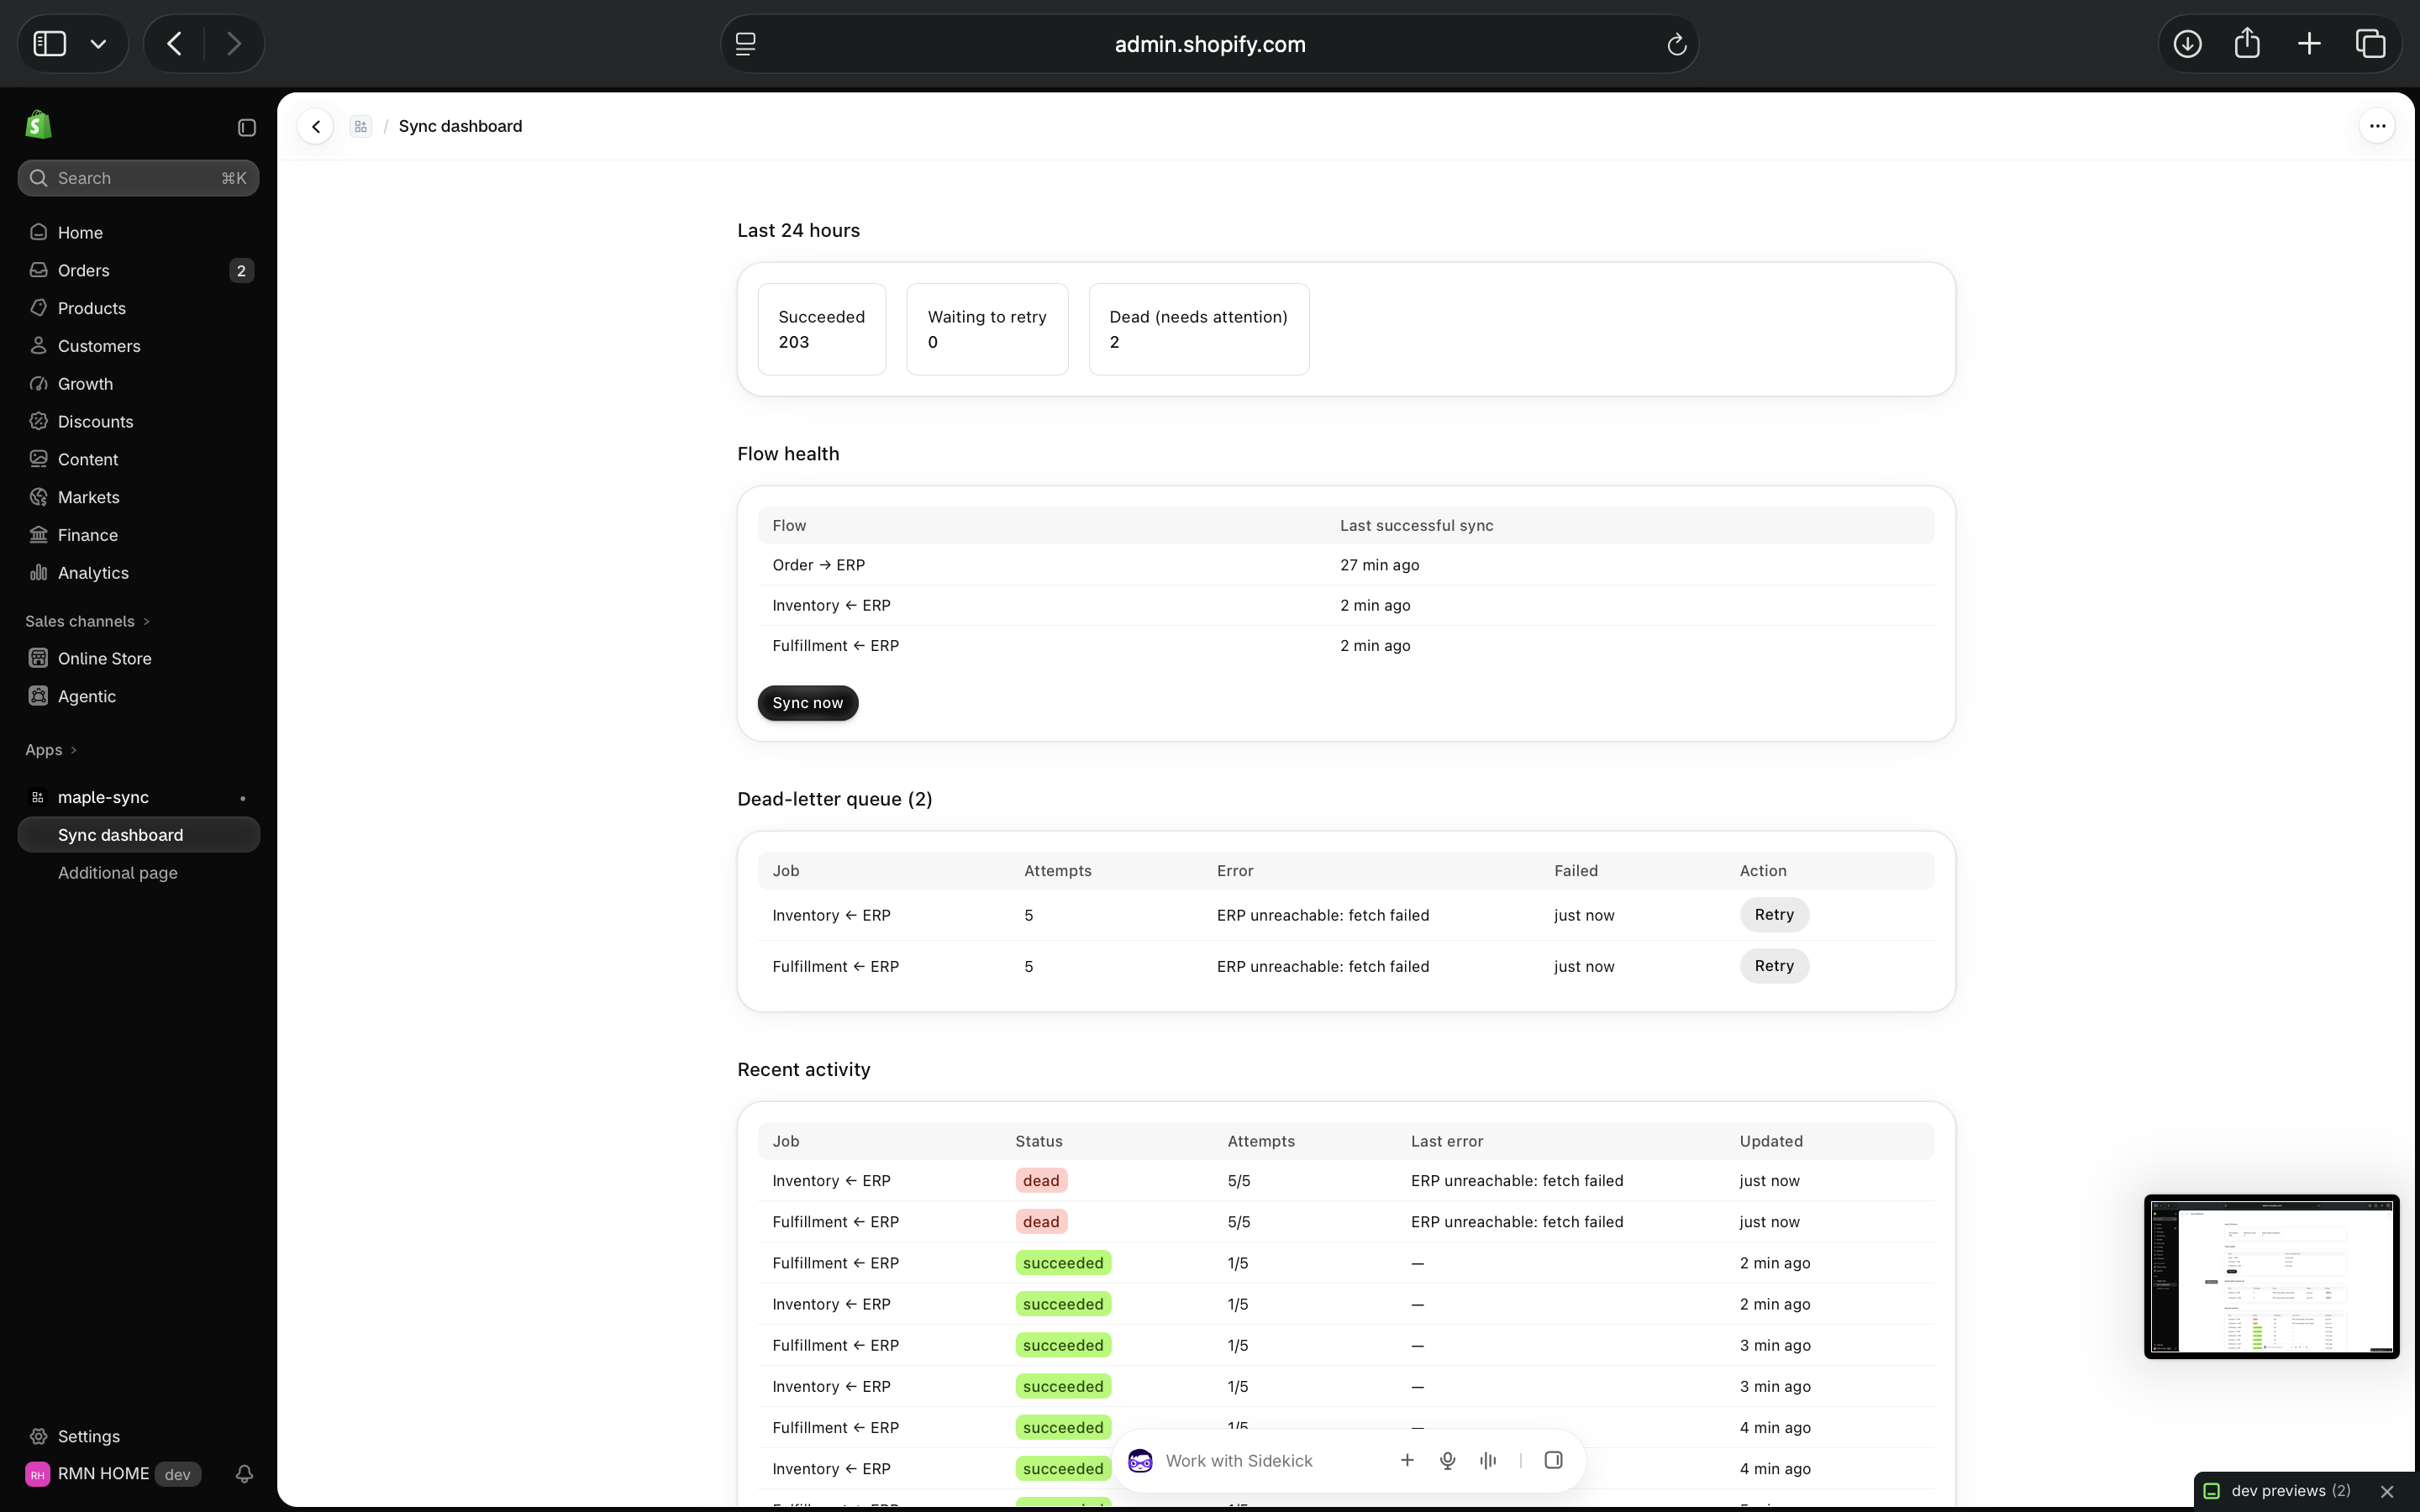 admin.shopify.com
Search ⌘K
Home
Orders 2
Products
Customers
Growth
Discounts
Content
Markets
Finance
Analytics
Sales channels >
Online Store
Agentic
Apps >
maple-sync
Sync dashboard
Additional page
Settings
RH RMN HOME dev
/ Sync dashboard
Last 24 hours
Succeeded
203
Waiting to retry
0
Dead (needs attention)
2
Flow health
Flow Last successful sync
Order → ERP 27 min ago
Inventory ← ERP 2 min ago
Fulfillment ← ERP 2 min ago
Sync now
Dead-letter queue (2)
Job Attempts Error Failed Action
Inventory ← ERP 5 ERP unreachable: fetch failed just now Retry
Fulfillment ← ERP 5 ERP unreachable: fetch failed just now Retry
Recent activity
Job Status Attempts Last error Updated
Inventory ← ERP dead 5/5 ERP unreachable: fetch failed just now
Fulfillment ← ERP dead 5/5 ERP unreachable: fetch failed just now
Fulfillment ← ERP succeeded 1/5 — 2 min ago
Inventory ← ERP succeeded 1/5 — 2 min ago
Fulfillment ← ERP succeeded 1/5 — 3 min ago
Inventory ← ERP succeeded 1/5 — 3 min ago
Fulfillment ← ERP succeeded 1/5 — 4 min ago
Inventory ← ERP succeeded 4 min ago
Work with Sidekick
dev previews (2)